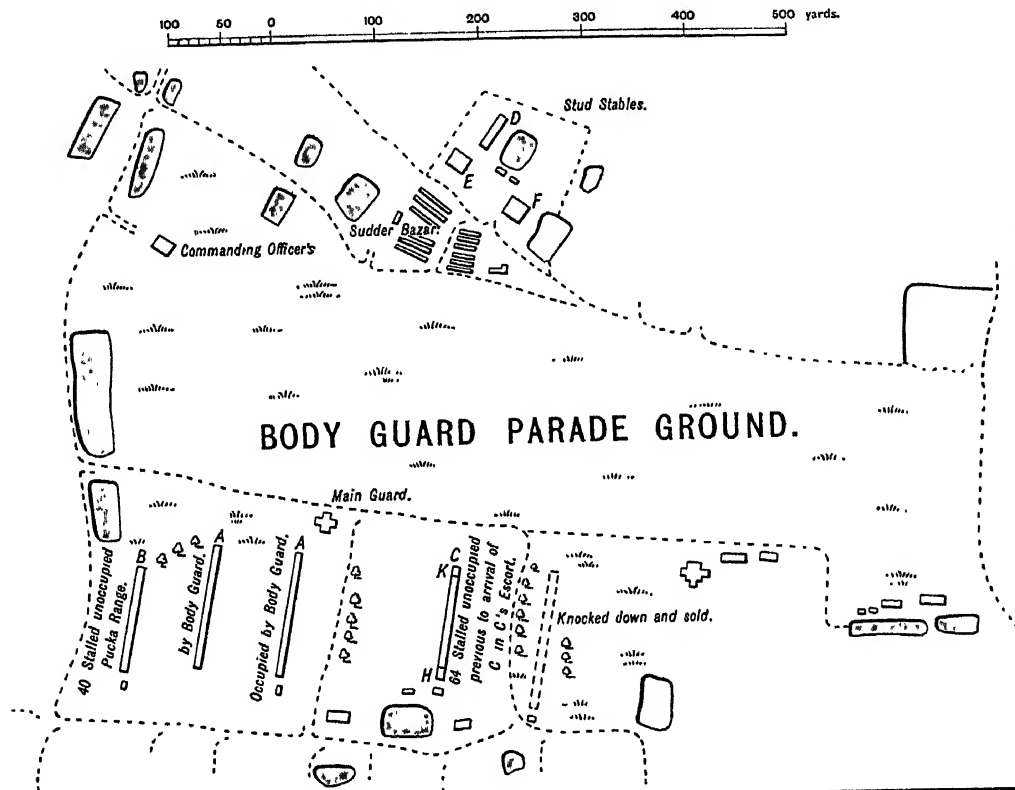 100 50 0 100 200 300 400 500 yards.
Stud Stables.
D
E
F
Sudder Bazar.
Commanding Officer's
BODY GUARD PARADE GROUND.
Main Guard.
B
40 Stalled unoccupied
Pucka Range.
A
by Body Guard.
A
Occupied by Body Guard.
C
K
H
64 Stalled unoccupied
previous to arrival of
C in C's Escort.
Knocked down and sold.